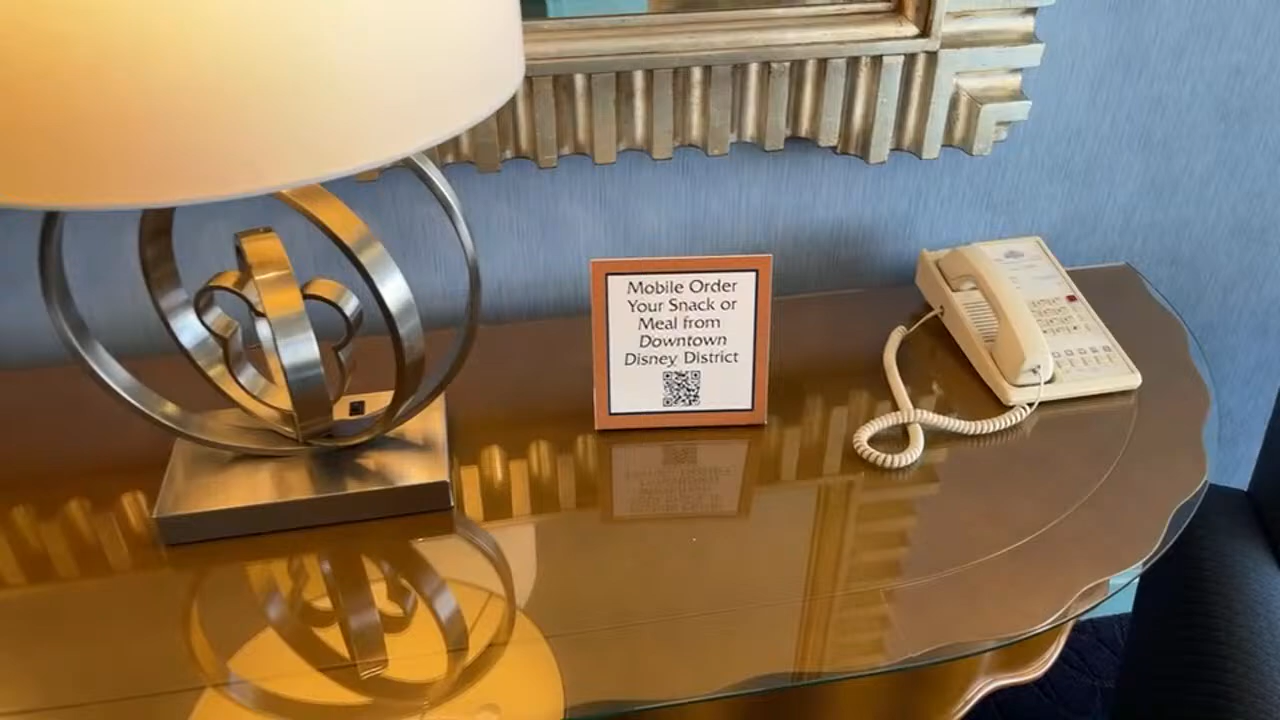 Mobile Order
Your Snack or
Meal from
Downtown
Disney District